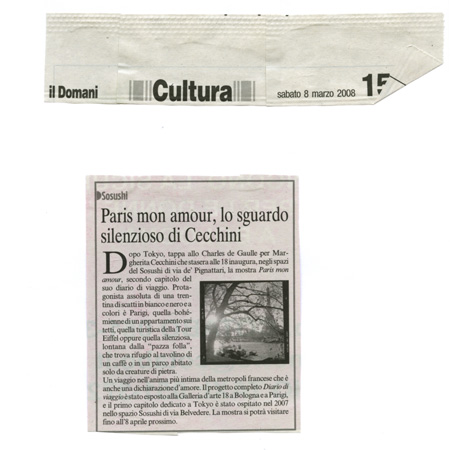 il Domani
Cultura
sabato 8 marzo 2008
15
Sosushi
Paris mon amour, lo sguardo
silenzioso di Cecchini
Dopo Tokyo, tappa allo Charles de Gaulle per Mar-
gherita Cecchini che stasera alle 18 inaugura, negli spazi
del Sosushi di via de' Pignattari, la mostra Paris mon
amour, secondo capitolo del
suo diario di viaggio. Prota-
gonista assoluta di una tren-
tina di scatti in bianco e nero e a
colori è Parigi, quella bohé-
mienne di un appartamento sui
tetti, quella turistica della Tour
Eiffel oppure quella silenziosa,
lontana dalla "pazza folla",
che trova rifugio al tavolino di
un caffè o in un parco abitato
solo da creature di pietra.
Un viaggio nell'anima più intima della metropoli francese che è
anche una dichiarazione d'amore. Il progetto completo Diario di
viaggio è stato esposto alla Galleria d'arte 18 a Bologna e a Parigi,
e il primo capitolo dedicato a Tokyo è stato ospitato nel 2007
nello spazio Sosushi di via Belvedere. La mostra si potrà visitare
fino all'8 aprile prossimo.